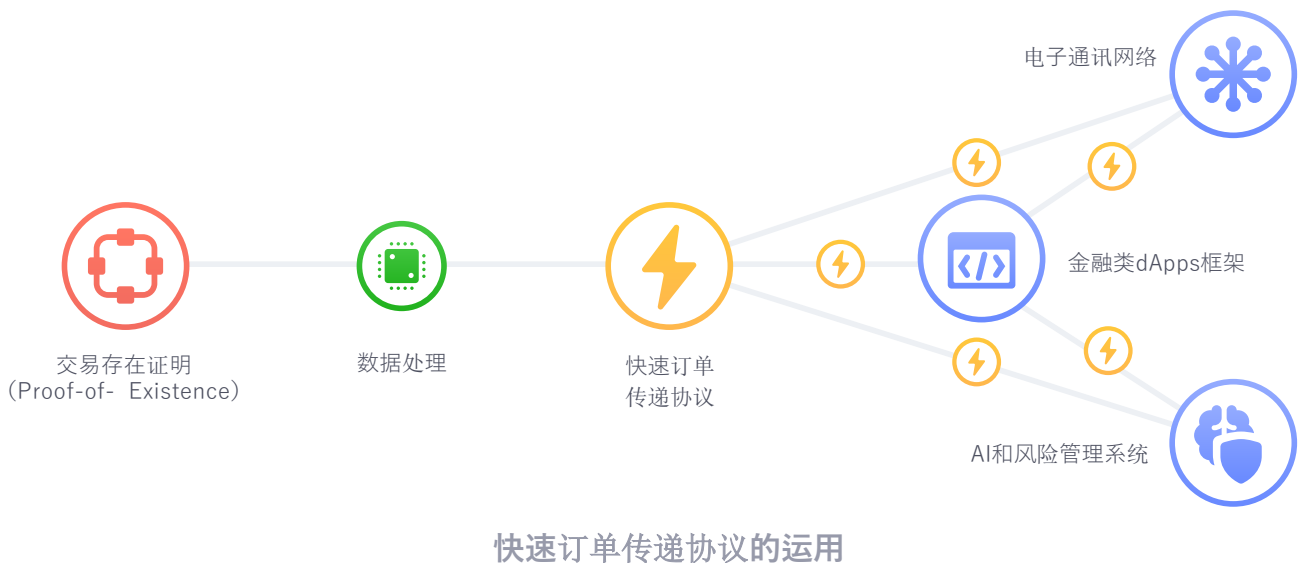 电子通讯网络
金融类dApps框架
交易存在证明
（Proof-of- Existence）
数据处理
快速订单
传递协议
AI和风险管理系统
快速订单传递协议的运用